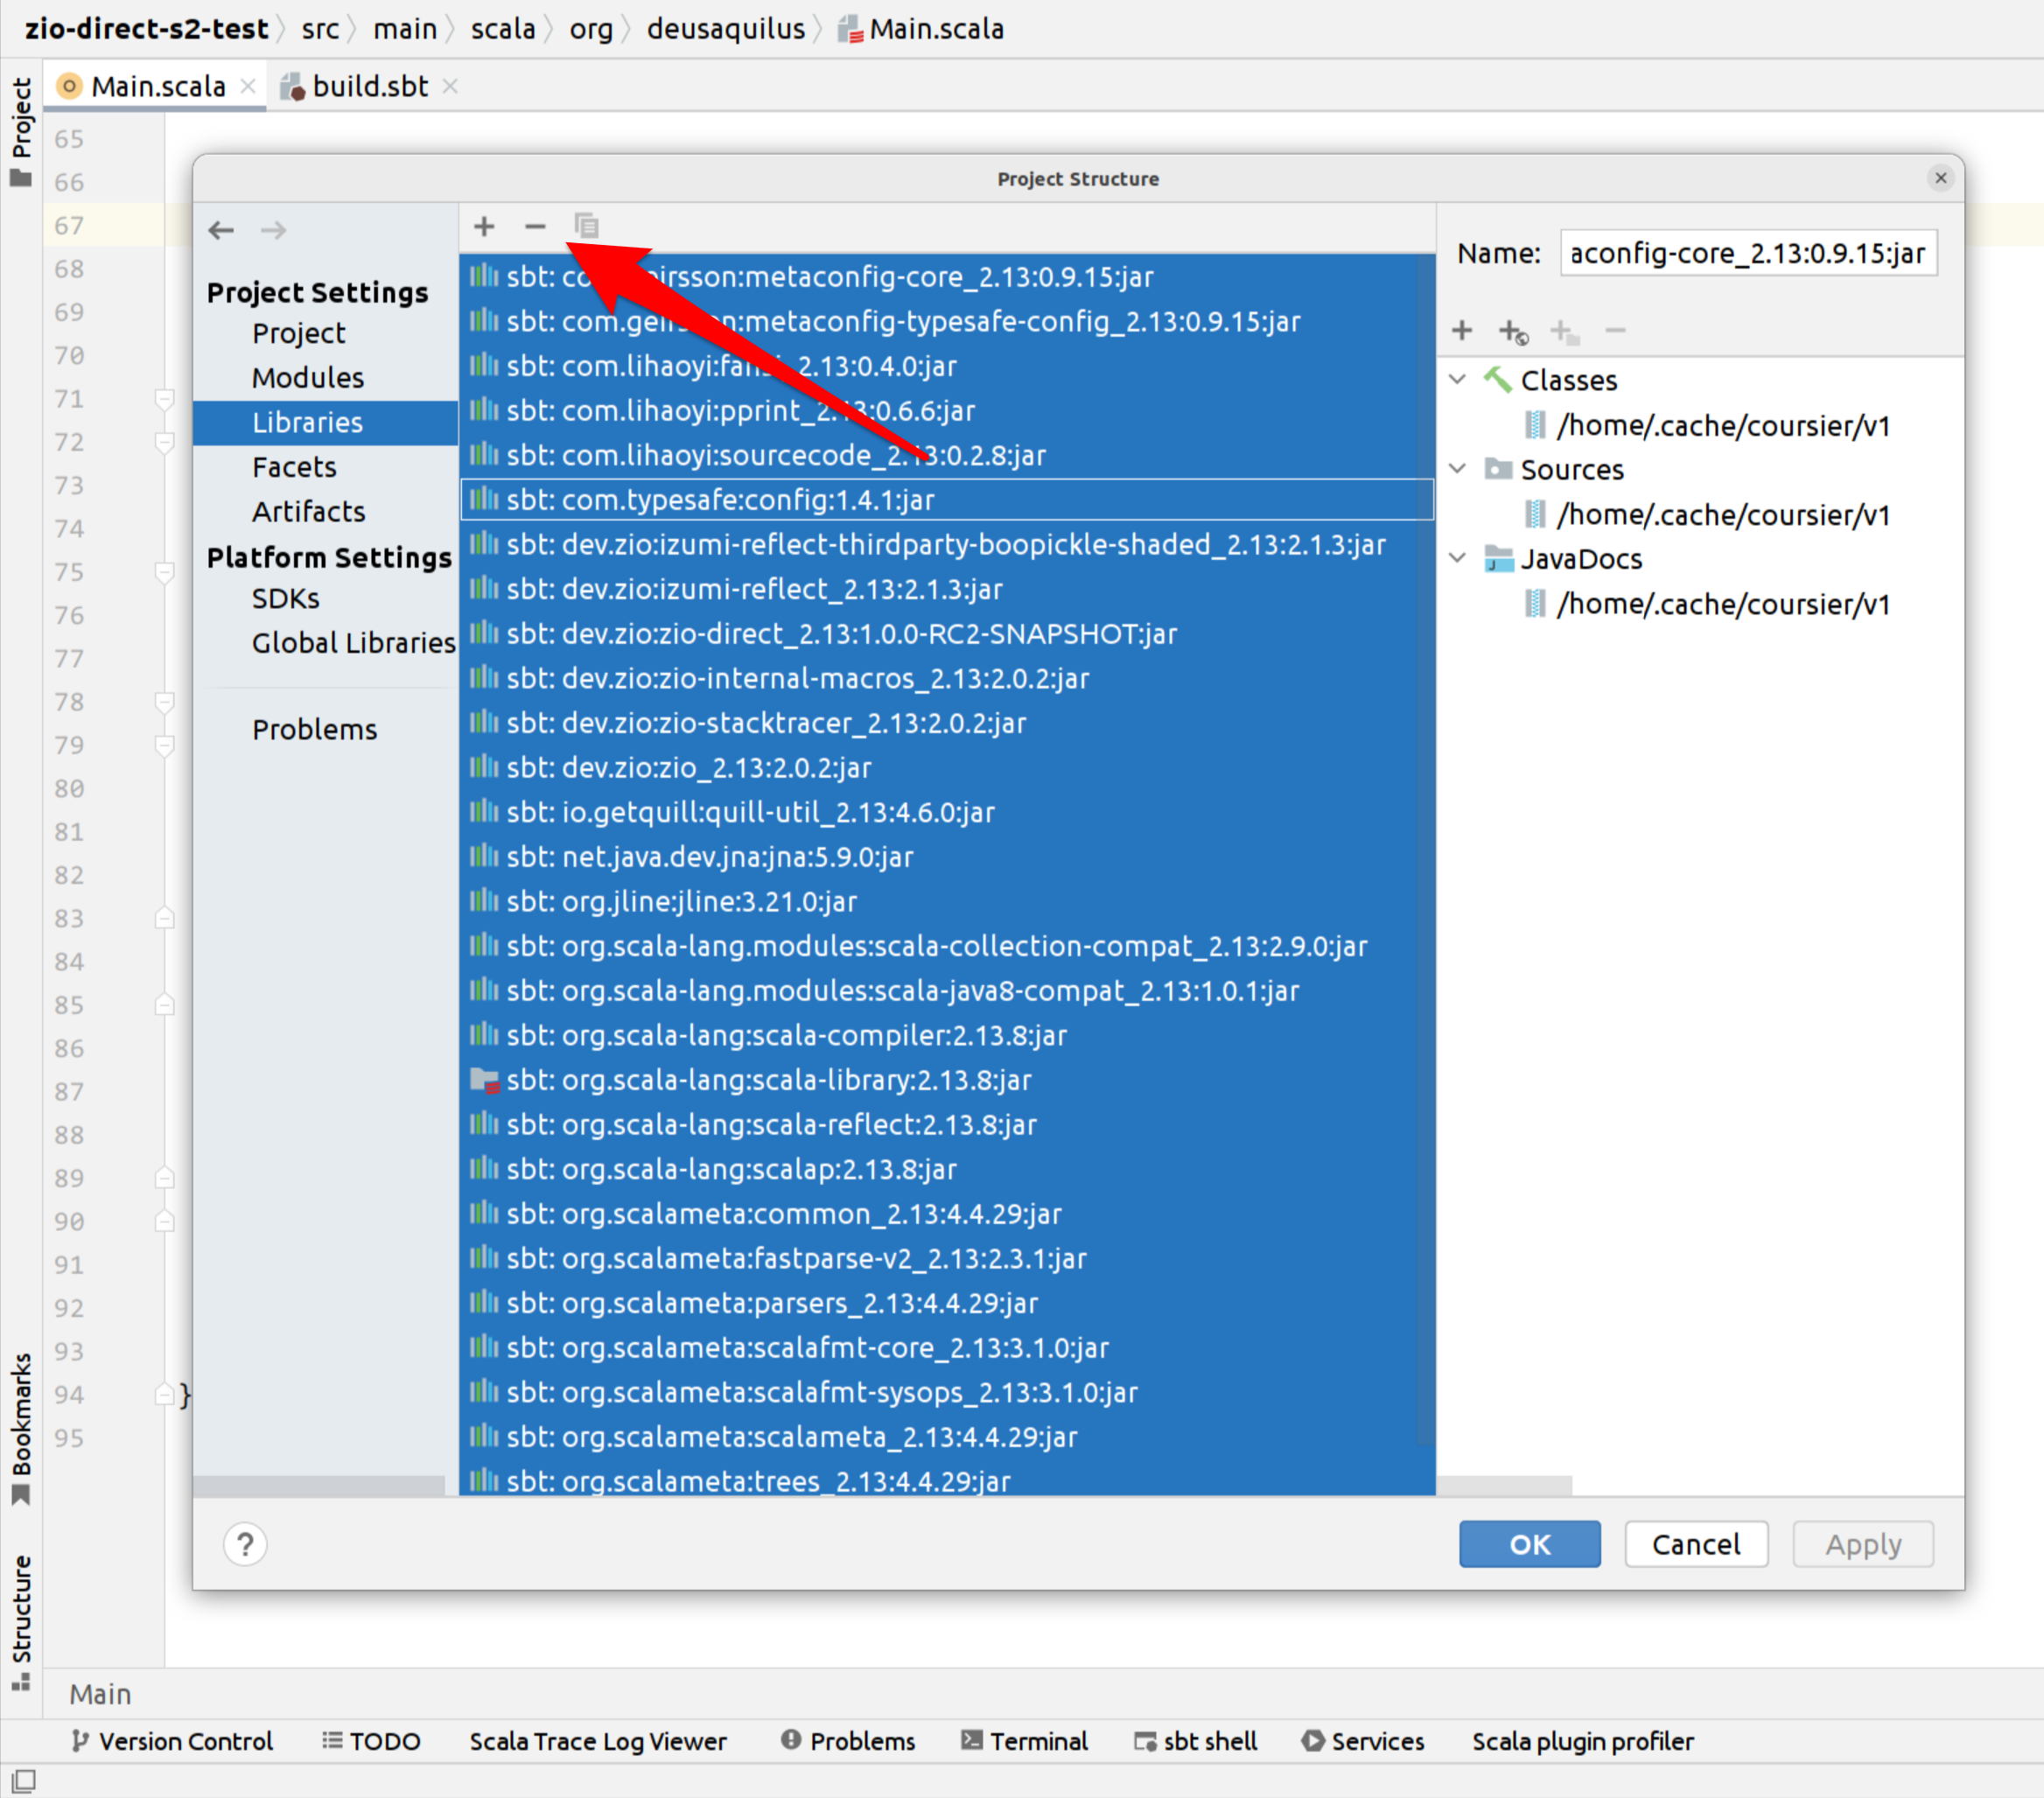 zio-direct-s2-test src main scala org deusaquilus Main.scala
Main.scala build.sbt
Project
Bookmarks
Structure
65
66
67
68
69
70
71
72
73
74
75
76
77
78
79
80
81
82
83
84
85
86
87
88
89
90
91
92
93
94 }
95
Project Structure
Project Settings
Project
Modules
Libraries
Facets
Artifacts
Platform Settings
SDKs
Global Libraries
Problems
sbt: irsson:metaconfig-core_2.13:0.9.15:jar
sbt: :metaconfig-typesafe-config_2.13:0.9.15:jar
sbt: com.lihaoyi: 2.13:0.4.0:jar
sbt: com.lihaoyi:pprint_2.13:0.6.6:jar
sbt: com.lihaoyi:sourcecode_2.13:0.2.8:jar
sbt: com.typesafe:config:1.4.1:jar
sbt: dev.zio:izumi-reflect-thirdparty-boopickle-shaded_2.13:2.1.3:jar
sbt: dev.zio:izumi-reflect_2.13:2.1.3:jar
sbt: dev.zio:zio-direct_2.13:1.0.0-RC2-SNAPSHOT:jar
sbt: dev.zio:zio-internal-macros_2.13:2.0.2:jar
sbt: dev.zio:zio-stacktracer_2.13:2.0.2:jar
sbt: dev.zio:zio_2.13:2.0.2:jar
sbt: io.getquill:quill-util_2.13:4.6.0:jar
sbt: net.java.dev.jna:jna:5.9.0:jar
sbt: org.jline:jline:3.21.0:jar
sbt: org.scala-lang.modules:scala-collection-compat_2.13:2.9.0:jar
sbt: org.scala-lang.modules:scala-java8-compat_2.13:1.0.1:jar
sbt: org.scala-lang:scala-compiler:2.13.8:jar
sbt: org.scala-lang:scala-library:2.13.8:jar
sbt: org.scala-lang:scala-reflect:2.13.8:jar
sbt: org.scala-lang:scalap:2.13.8:jar
sbt: org.scalameta:common_2.13:4.4.29:jar
sbt: org.scalameta:fastparse-v2_2.13:2.3.1:jar
sbt: org.scalameta:parsers_2.13:4.4.29:jar
sbt: org.scalameta:scalafmt-core_2.13:3.1.0:jar
sbt: org.scalameta:scalafmt-sysops_2.13:3.1.0:jar
sbt: org.scalameta:scalameta_2.13:4.4.29:jar
sbt: org.scalameta:trees_2.13:4.4.29:jar
Name: aconfig-core_2.13:0.9.15:jar
Classes
/home/.cache/coursier/v1
Sources
/home/.cache/coursier/v1
JavaDocs
/home/.cache/coursier/v1
? OK Cancel Apply
Main
Version Control TODO Scala Trace Log Viewer Problems Terminal sbt shell Services Scala plugin profiler